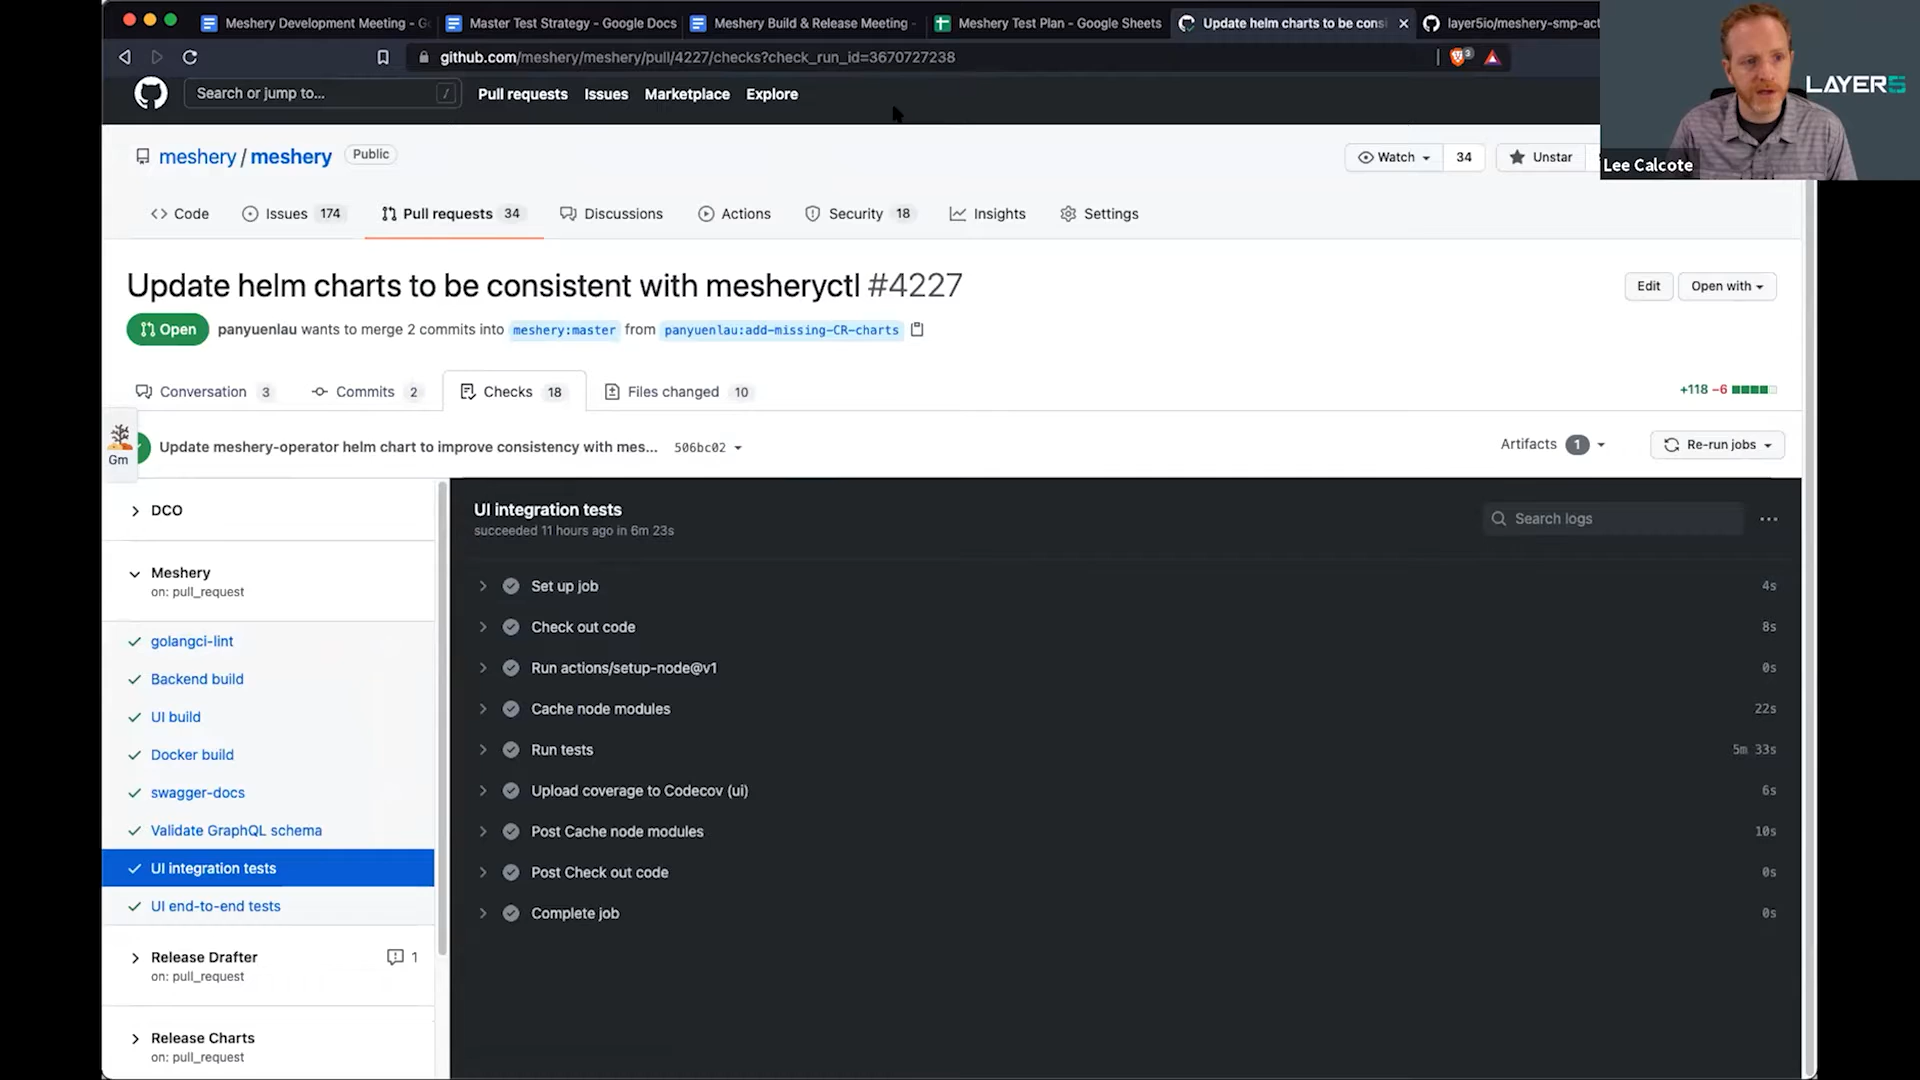 Meshery Development Meeting - G
Master Test Strategy - Google Docs
Meshery Build & Release Meeting -
Meshery Test Plan - Google Sheets
Update helm charts to be consi
layer5io/meshery-smp-act
github.com/meshery/meshery/pull/4227/checks?check_run_id=3670727238
3
Search or jump to...
/
Pull requests
Issues
Marketplace
Explore
LAYER5
Lee Calcote
meshery / meshery
Public
Watch
34
Unstar
Code
Issues 174
Pull requests 34
Discussions
Actions
Security 18
Insights
Settings
Update helm charts to be consistent with mesheryctl #4227
Edit
Open with
Open
panyuenlau wants to merge 2 commits into meshery:master from panyuenlau:add-missing-CR-charts
Conversation 3
Commits 2
Checks 18
Files changed 10
+118 −6
Gm
Update meshery-operator helm chart to improve consistency with mes... 506bc02
Artifacts 1
Re-run jobs
DCO
Meshery
on: pull_request
golangci-lint
Backend build
UI build
Docker build
swagger-docs
Validate GraphQL schema
UI integration tests
UI end-to-end tests
Release Drafter 1
on: pull_request
Release Charts
on: pull_request
UI integration tests
succeeded 11 hours ago in 6m 23s
Search logs
Set up job 4s
Check out code 8s
Run actions/setup-node@v1 0s
Cache node modules 22s
Run tests 5m 33s
Upload coverage to Codecov (ui) 6s
Post Cache node modules 10s
Post Check out code 0s
Complete job 0s